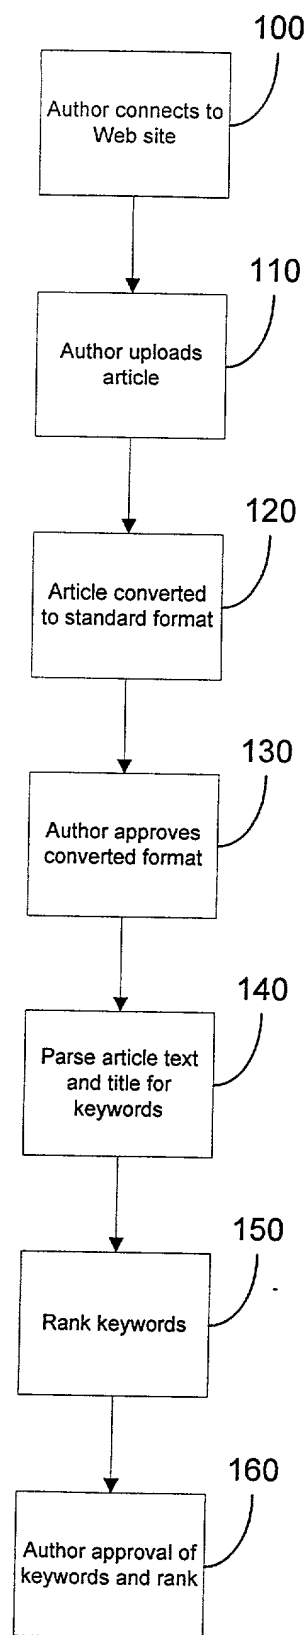 100
Author connects to
Web site
110
Author uploads
article
120
Article converted
to standard format
130
Author approves
converted format
140
Parse article text
and title for
keywords
150
Rank keywords
160
Author approval of
keywords and rank